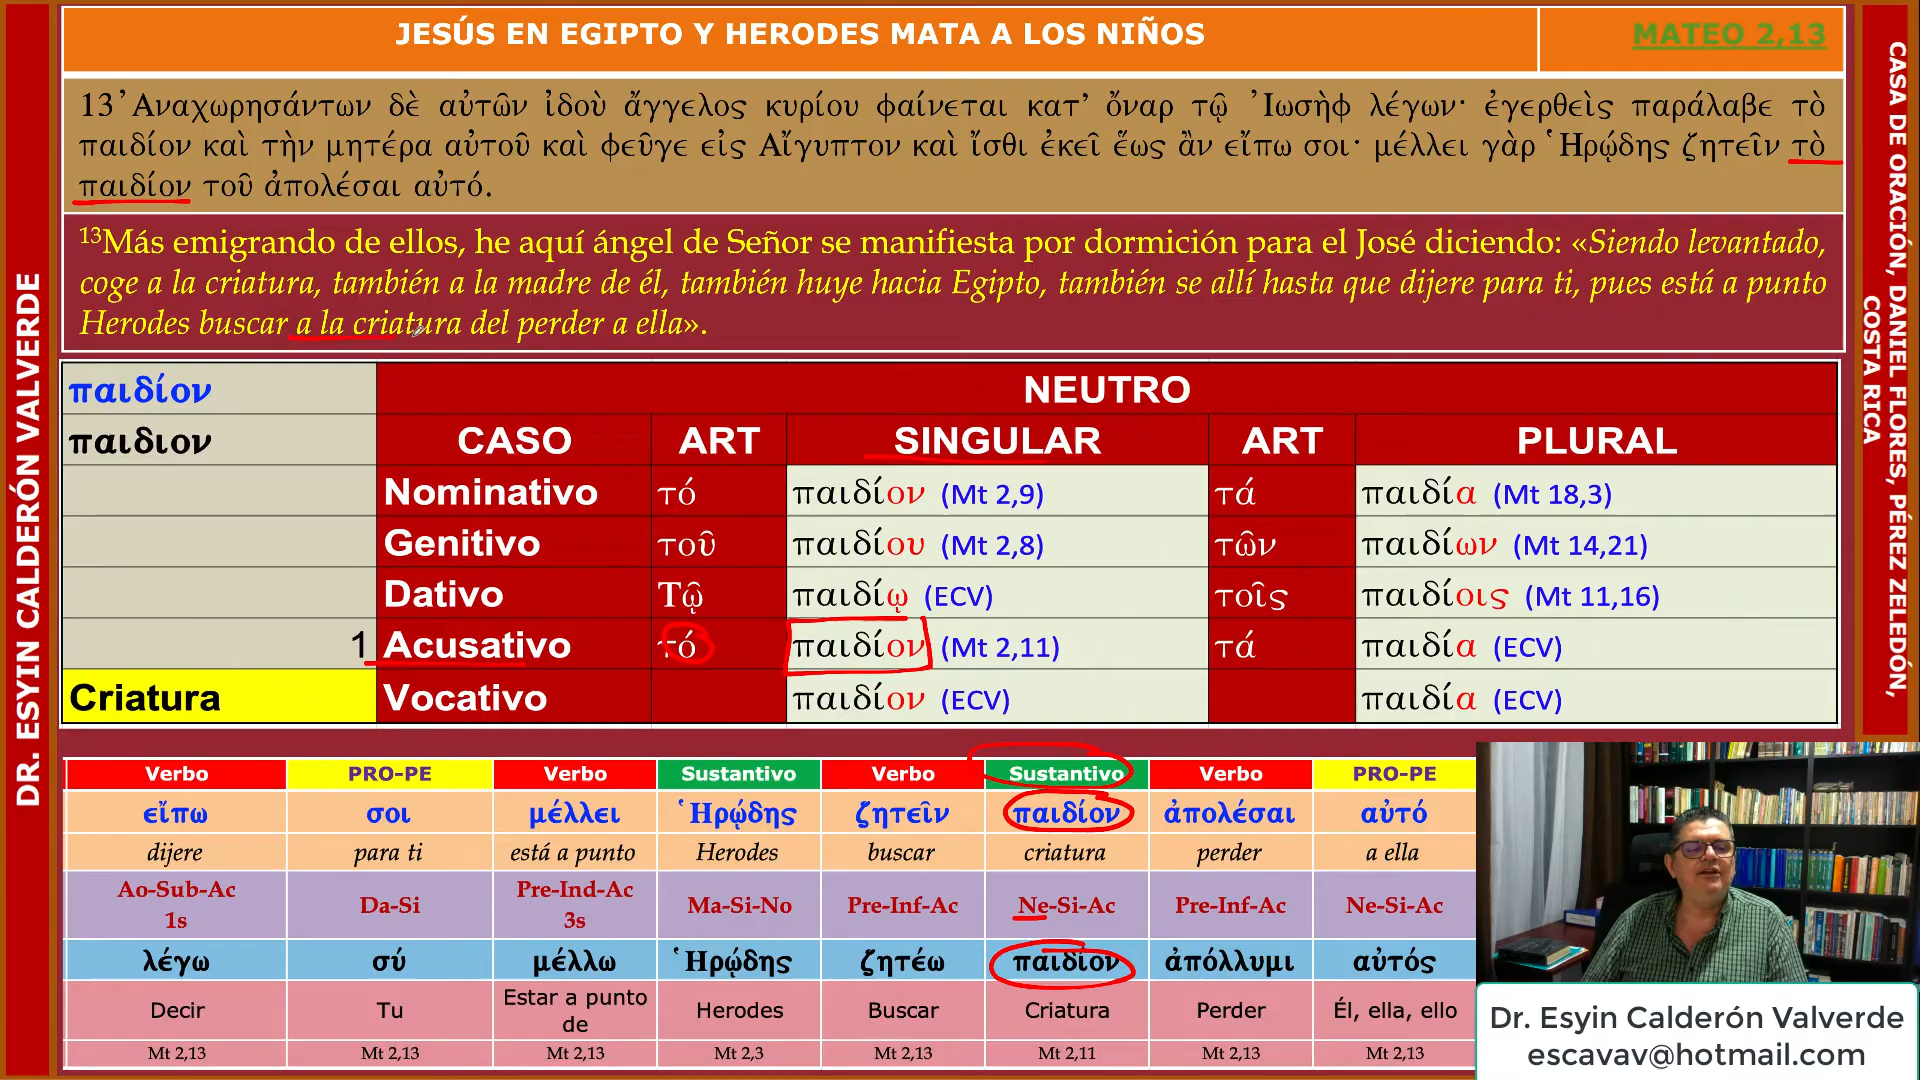 JESÚS EN EGIPTO Y HERODES MATA A LOS NIÑOS
MATEO 2,13
13᾿Αναχωρησάντων δὲ αὐτῶν ἰδοὺ ἄγγελος κυρίου φαίνεται κατ’ ὄναρ τῷ ᾿Ιωσὴφ λέγων· ἐγερθεὶς παράλαβε τὸ
παιδίον καὶ τὴν μητέρα αὐτοῦ καὶ φεῦγε εἰς Αἴγυπτον καὶ ἴσθι ἐκεῖ ἕως ἂν εἴπω σοι· μέλλει γὰρ ῾Ηρῴδης ζητεῖν τὸ
παιδίον τοῦ ἀπολέσαι αὐτό.
13Más emigrando de ellos, he aquí ángel de Señor se manifiesta por dormición para el José diciendo: «Siendo levantado,
coge a la criatura, también a la madre de él, también huye hacia Egipto, también se allí hasta que dijere para ti, pues está a punto
Herodes buscar a la criatura del perder a ella».
παιδίον NEUTRO
παιδιον CASO ART SINGULAR ART PLURAL
Nominativo τό παιδίον (Mt 2,9) τά παιδία (Mt 18,3)
Genitivo τοῦ παιδίου (Mt 2,8) τῶν παιδίων (Mt 14,21)
Dativo Τῷ παιδίῳ (ECV) τοῖς παιδίοις (Mt 11,16)
1 Acusativo τό παιδίον (Mt 2,11) τά παιδία (ECV)
Criatura Vocativo παιδίον (ECV) παιδία (ECV)
Verbo PRO-PE Verbo Sustantivo Verbo Sustantivo Verbo PRO-PE
εἴπω σοι μέλλει ῾Ηρῴδης ζητεῖν παιδίον ἀπολέσαι αὐτό
dijere para ti está a punto Herodes buscar criatura perder a ella
Ao-Sub-Ac 1s Da-Si Pre-Ind-Ac 3s Ma-Si-No Pre-Inf-Ac Ne-Si-Ac Pre-Inf-Ac Ne-Si-Ac
λέγω σύ μέλλω ῾Ηρῴδης ζητέω παιδίον ἀπόλλυμι αὐτός
Decir Tu Estar a punto de Herodes Buscar Criatura Perder Él, ella, ello
Mt 2,13 Mt 2,13 Mt 2,13 Mt 2,3 Mt 2,13 Mt 2,11 Mt 2,13 Mt 2,13
DR. ESYIN CALDERÓN VALVERDE
CASA DE ORACIÓN, DANIEL FLORES, PÉREZ ZELEDÓN,
COSTA RICA
Dr. Esyin Calderón Valverde
escavav@hotmail.com